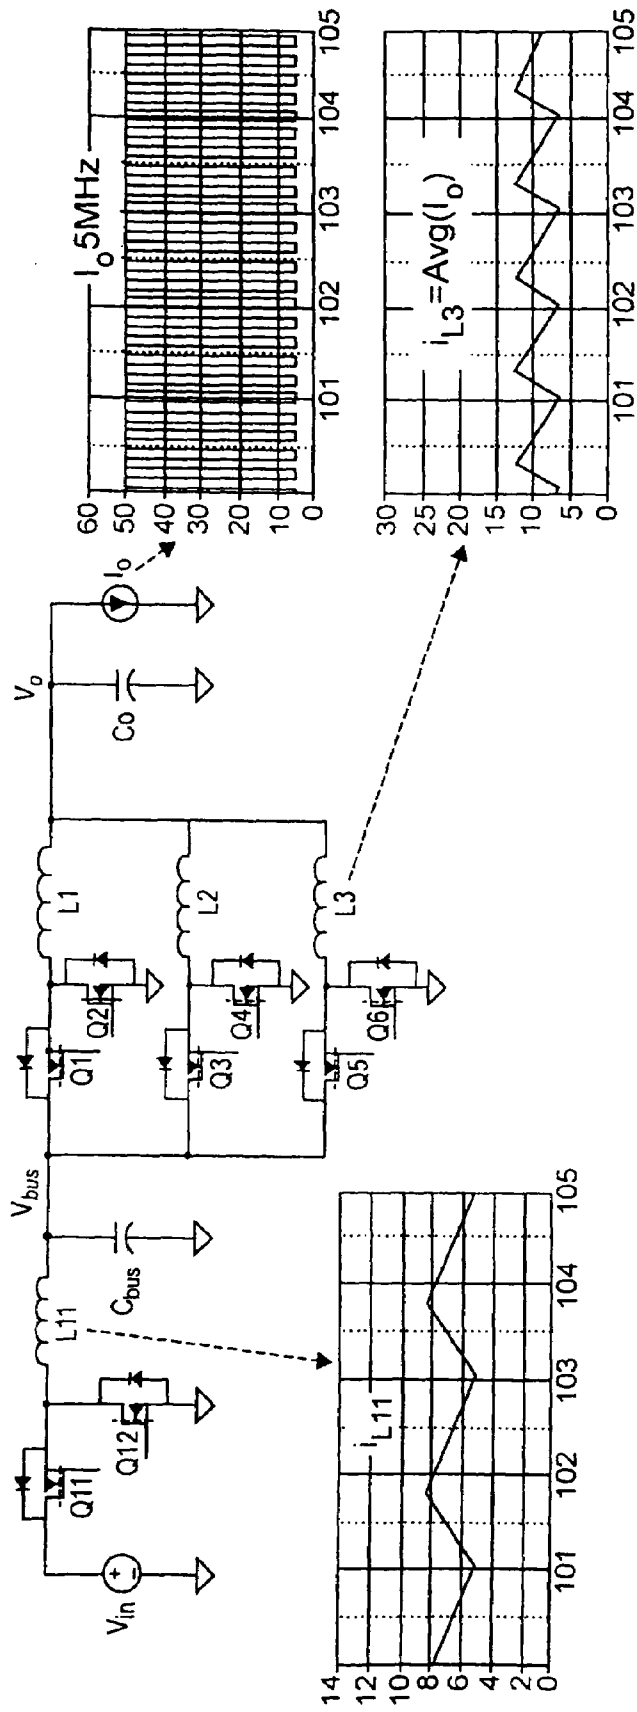 V_in
Q11
Q12
L11
C_bus
V_bus
Q1
Q2
L1
Q3
Q4
L2
Q5
Q6
L3
V_o
Co
I_o
I_o 5MHz
60
50
40
30
20
10
0
101
102
103
104
105
i_L3=Avg(I_o)
30
25
20
15
10
5
0
101
102
103
104
105
i_L11
14
12
10
8
6
4
2
0
101
102
103
104
105